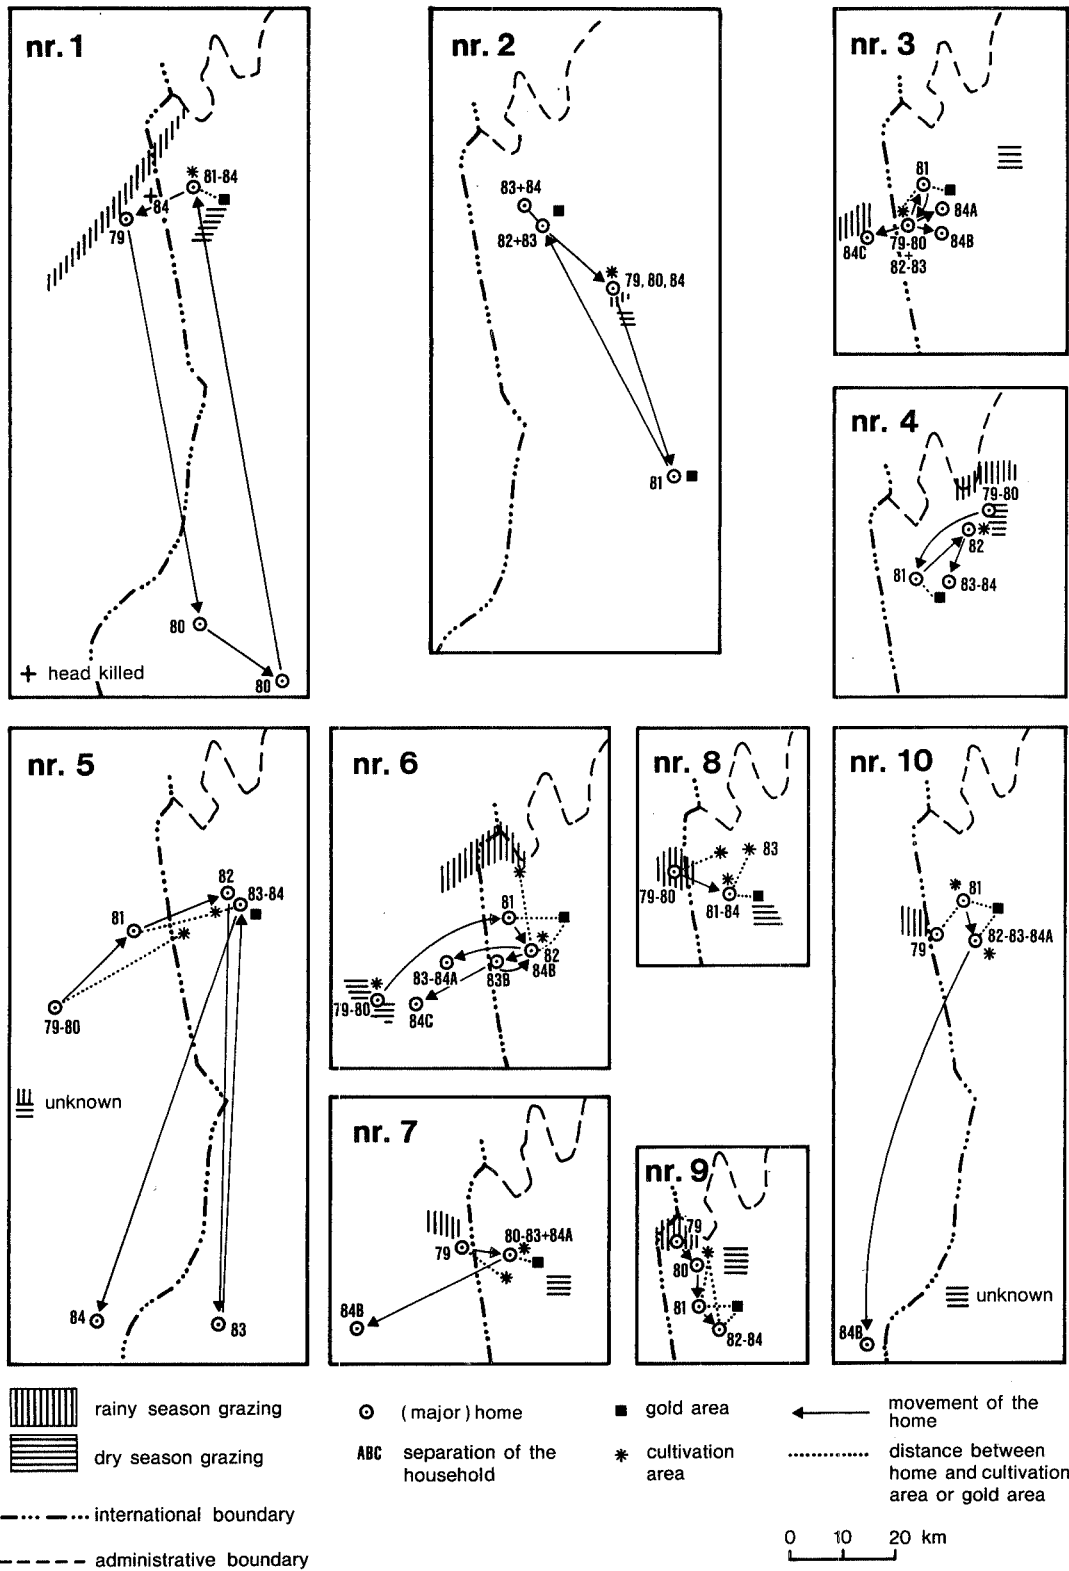 nr. 1
81-84
84
79
80
80
+ head killed
nr. 2
83+84
82+83
79, 80, 84
81
nr. 3
81
84A
84B
84C
79-80
+
82-83
nr. 4
79-80
82
81
83-84
nr. 5
82
83-84
81
79-80
unknown
84
83
nr. 6
81
82
84B
83-84A
83B
79-80
84C
nr. 7
79
80-83+84A
84B
nr. 8
83
79-80
81-84
nr. 9
79
80
81
82-84
nr. 10
81
79
82-83-84A
unknown
84B
rainy season grazing
dry season grazing
international boundary
administrative boundary
(major) home
ABC separation of the
household
gold area
cultivation
area
movement of the
home
distance between
home and cultivation
area or gold area
0 10 20 km